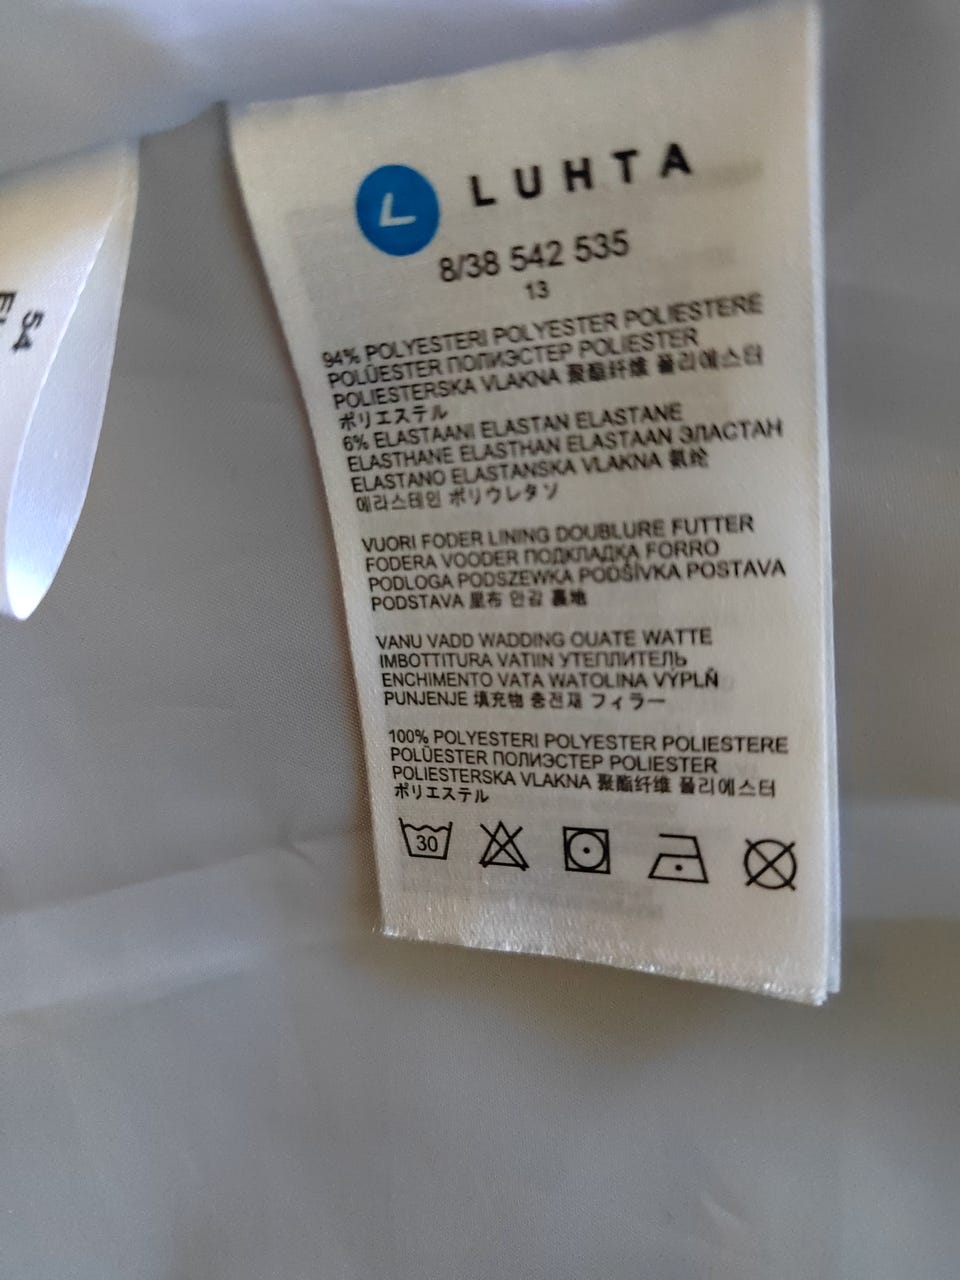 L LUHTA
8/38 542 535
13
94% POLYESTERI POLYESTER POLIESTERE
POLÜESTER ПОЛИЭСТЕР POLIESTER
POLIESTERSKA VLAKNA 聚酯纤维 폴리에스터
ポリエステル
6% ELASTAANI ELASTAN ELASTANE
ELASTHANE ELASTHAN ELASTAAN ЭЛАСТАН
ELASTANO ELASTANSKA VLAKNA 氨纶
에라스테인 ポリウレタン
VUORI FODER LINING DOUBLURE FUTTER
FODERA VOODER ПОДКЛАДКА FORRO
PODLOGA PODSZEWKA PODŠÍVKA POSTAVA
PODSTAVA 里布 안감 裏地
VANU VADD WADDING OUATE WATTE
IMBOTTITURA VATIIN УТЕПЛИТЕЛЬ
ENCHIMENTO VATA WATOLINA VÝPLŇ
PUNJENJE 填充物 충전재 フィラー
100% POLYESTERI POLYESTER POLIESTERE
POLÜESTER ПОЛИЭСТЕР POLIESTER
POLIESTERSKA VLAKNA 聚酯纤维 폴리에스터
ポリエステル
30
54